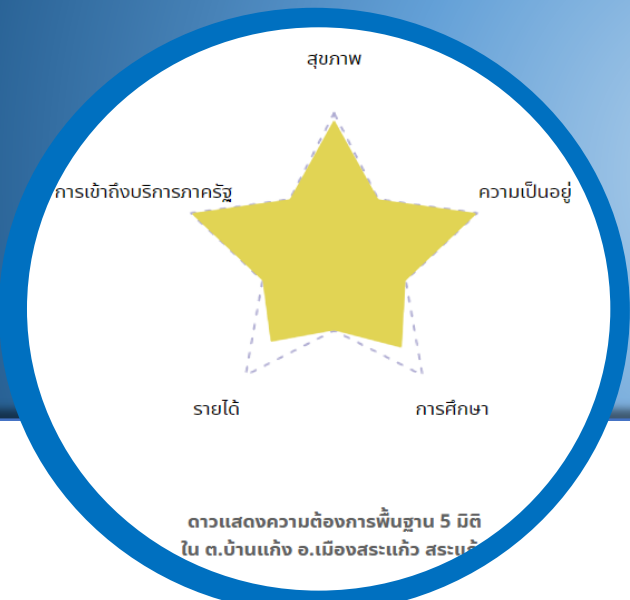 สุขภาพ
การเข้าถึงบริการภาครัฐ
ความเป็นอยู่
รายได้
การศึกษา
ดาวแสดงความต้องการพื้นฐาน 5 มิติ
ใน ต.บ้านแก้ง อ.เมืองสระแก้ว